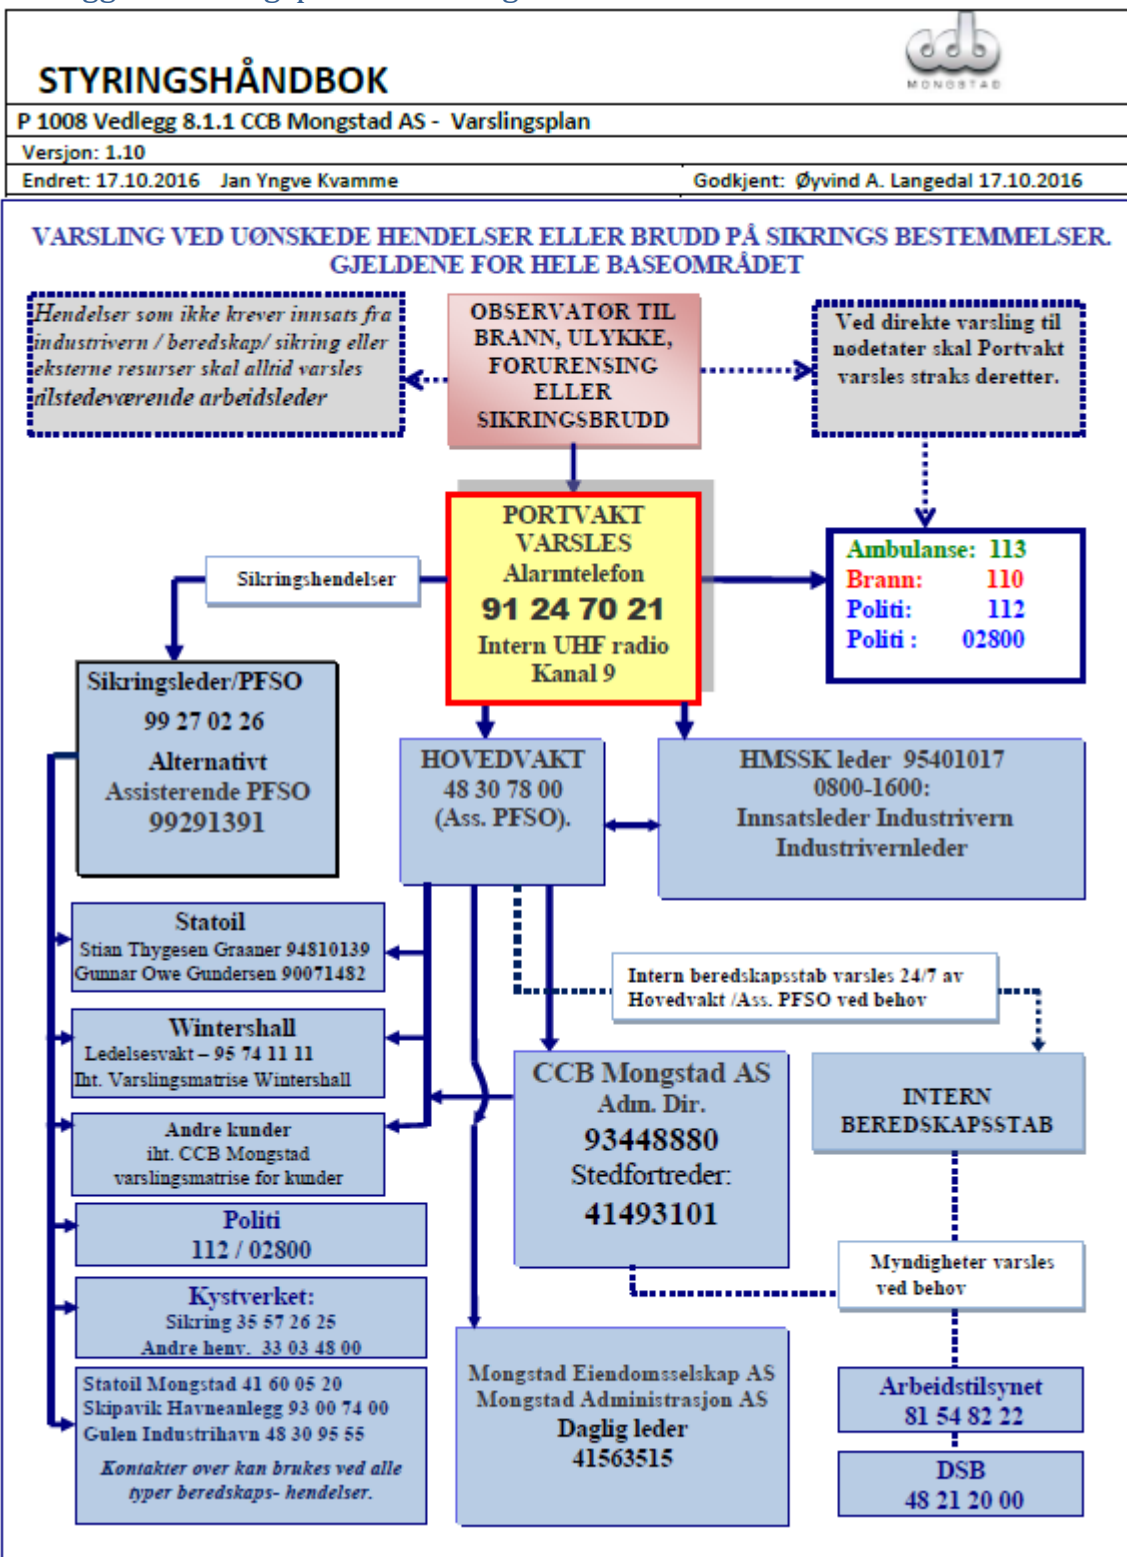 STYRINGSHÅNDBOK
MONGSTAD
P 1008 Vedlegg 8.1.1 CCB Mongstad AS - Varslingsplan
Versjon: 1.10
Endret: 17.10.2016 Jan Yngve Kvamme
Godkjent: Øyvind A. Langedal 17.10.2016
VARSLING VED UØNSKEDE HENDELSER ELLER BRUDD PÅ SIKRINGS BESTEMMELSER.
GJELDENE FOR HELE BASEOMRÅDET
Hendelser som ikke krever innsats fra
industrivern / beredskap/ sikring eller
eksterne resurser skal alltid varsles
tilstedeværende arbeidsleder
OBSERVATØR TIL
BRANN, ULYKKE,
FORURENSING
ELLER
SIKRINGSBRUDD
Ved direkte varsling til
nødetater skal Portvakt
varsles straks deretter.
PORTVAKT
VARSLES
Alarmtelefon
91 24 70 21
Intern UHF radio
Kanal 9
Sikringshendelser
Ambulanse: 113
Brann: 110
Politi: 112
Politi : 02800
Sikringsleder/PFSO
99 27 02 26
Alternativt
Assisterende PFSO
99291391
HOVEDVAKT
48 30 78 00
(Ass. PFSO).
HMSSK leder 95401017
0800-1600:
Innsatsleder Industrivern
Industrivernleder
Statoil
Stian Thygesen Graaner 94810139
Gunnar Owe Gundersen 90071482
Intern beredskapsstab varsles 24/7 av
Hovedvakt /Ass. PFSO ved behov
Wintershall
Ledelsesvakt – 95 74 11 11
Iht. Varslingsmatrise Wintershall
CCB Mongstad AS
Adm. Dir.
93448880
Stedfortreder:
41493101
INTERN
BEREDSKAPSSTAB
Andre kunder
iht. CCB Mongstad
varslingsmatrise for kunder
Politi
112 / 02800
Myndigheter varsles
ved behov
Kystverket:
Sikring 35 57 26 25
Andre henv. 33 03 48 00
Statoil Mongstad 41 60 05 20
Skipavik Havneanlegg 93 00 74 00
Gulen Industrihavn 48 30 95 55
Kontakter over kan brukes ved alle
typer beredskaps- hendelser.
Mongstad Eiendomsselskap AS
Mongstad Administrasjon AS
Daglig leder
41563515
Arbeidstilsynet
81 54 82 22
DSB
48 21 20 00